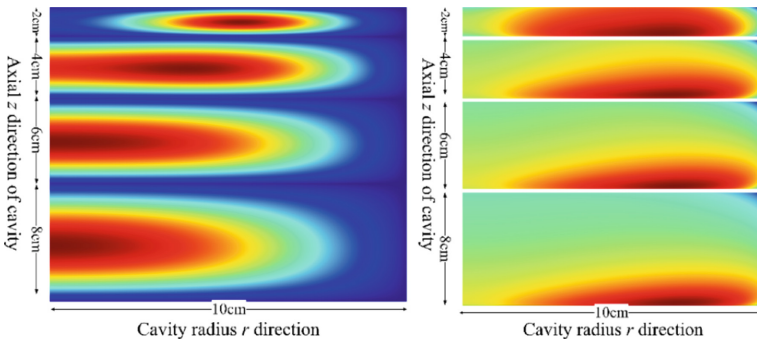 Axial z direction of cavity
-2cm-
4cm
6cm
8cm
10cm
Cavity radius r direction
Axial z direction of cavity
-2cm-
4cm
6cm
8cm
10cm
Cavity radius r direction